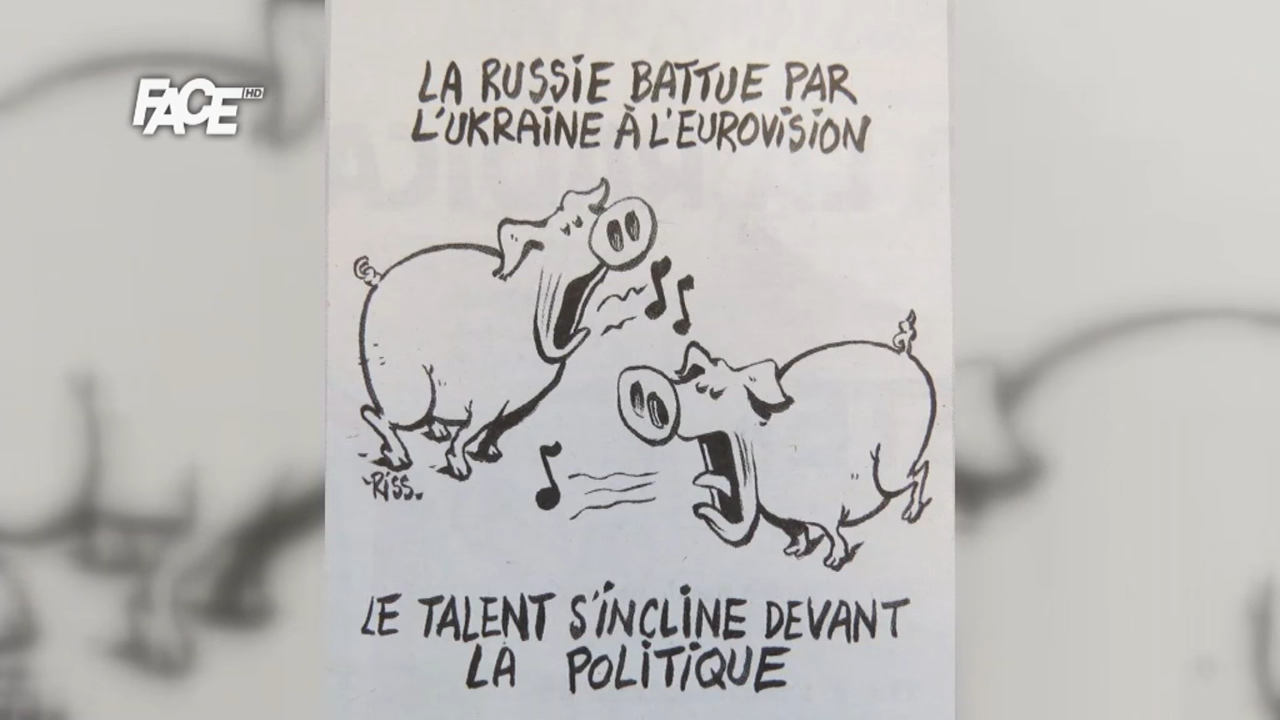 FACE HD
LA RUSSIE BATTUE PAR
L'UKRAINE À L'EUROVISION
RISS.
LE TALENT S'INCLINE DEVANT
LA POLITIQUE